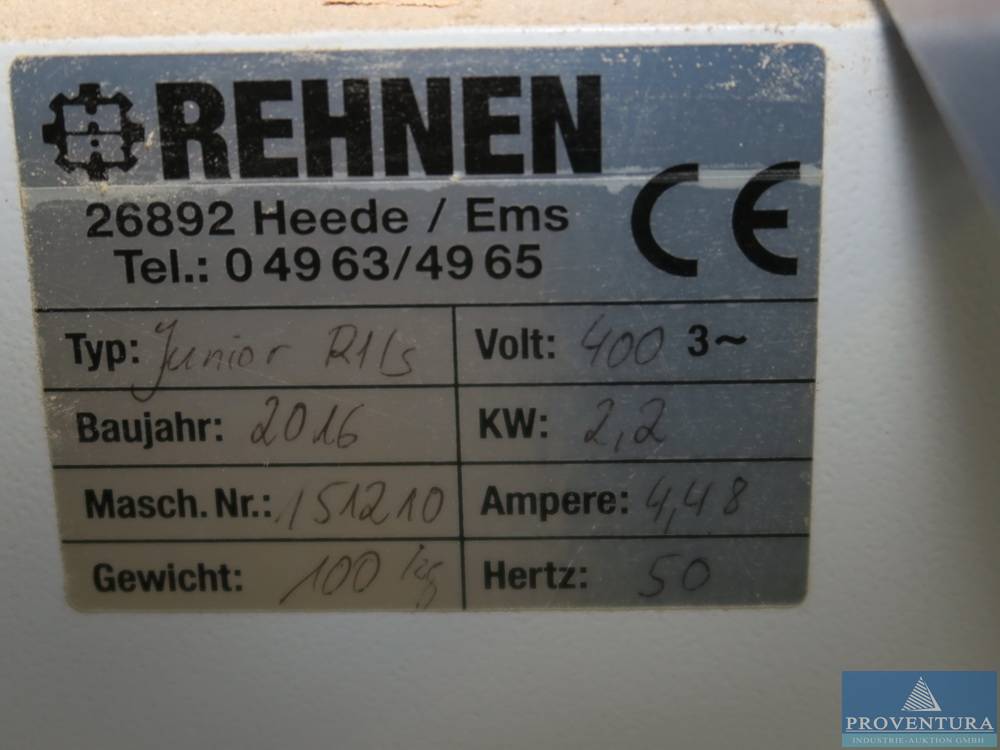 REHNEN
26892 Heede / Ems
Tel.: 0 49 63/49 65
CE
Typ: Junior R1Ls Volt: 400 3~
Baujahr: 2016 KW: 2,2
Masch. Nr.: 151210 Ampere: 4,48
Gewicht: 100 kg Hertz: 50
PROVENTURA
INDUSTRIE-AUKTION GMBH